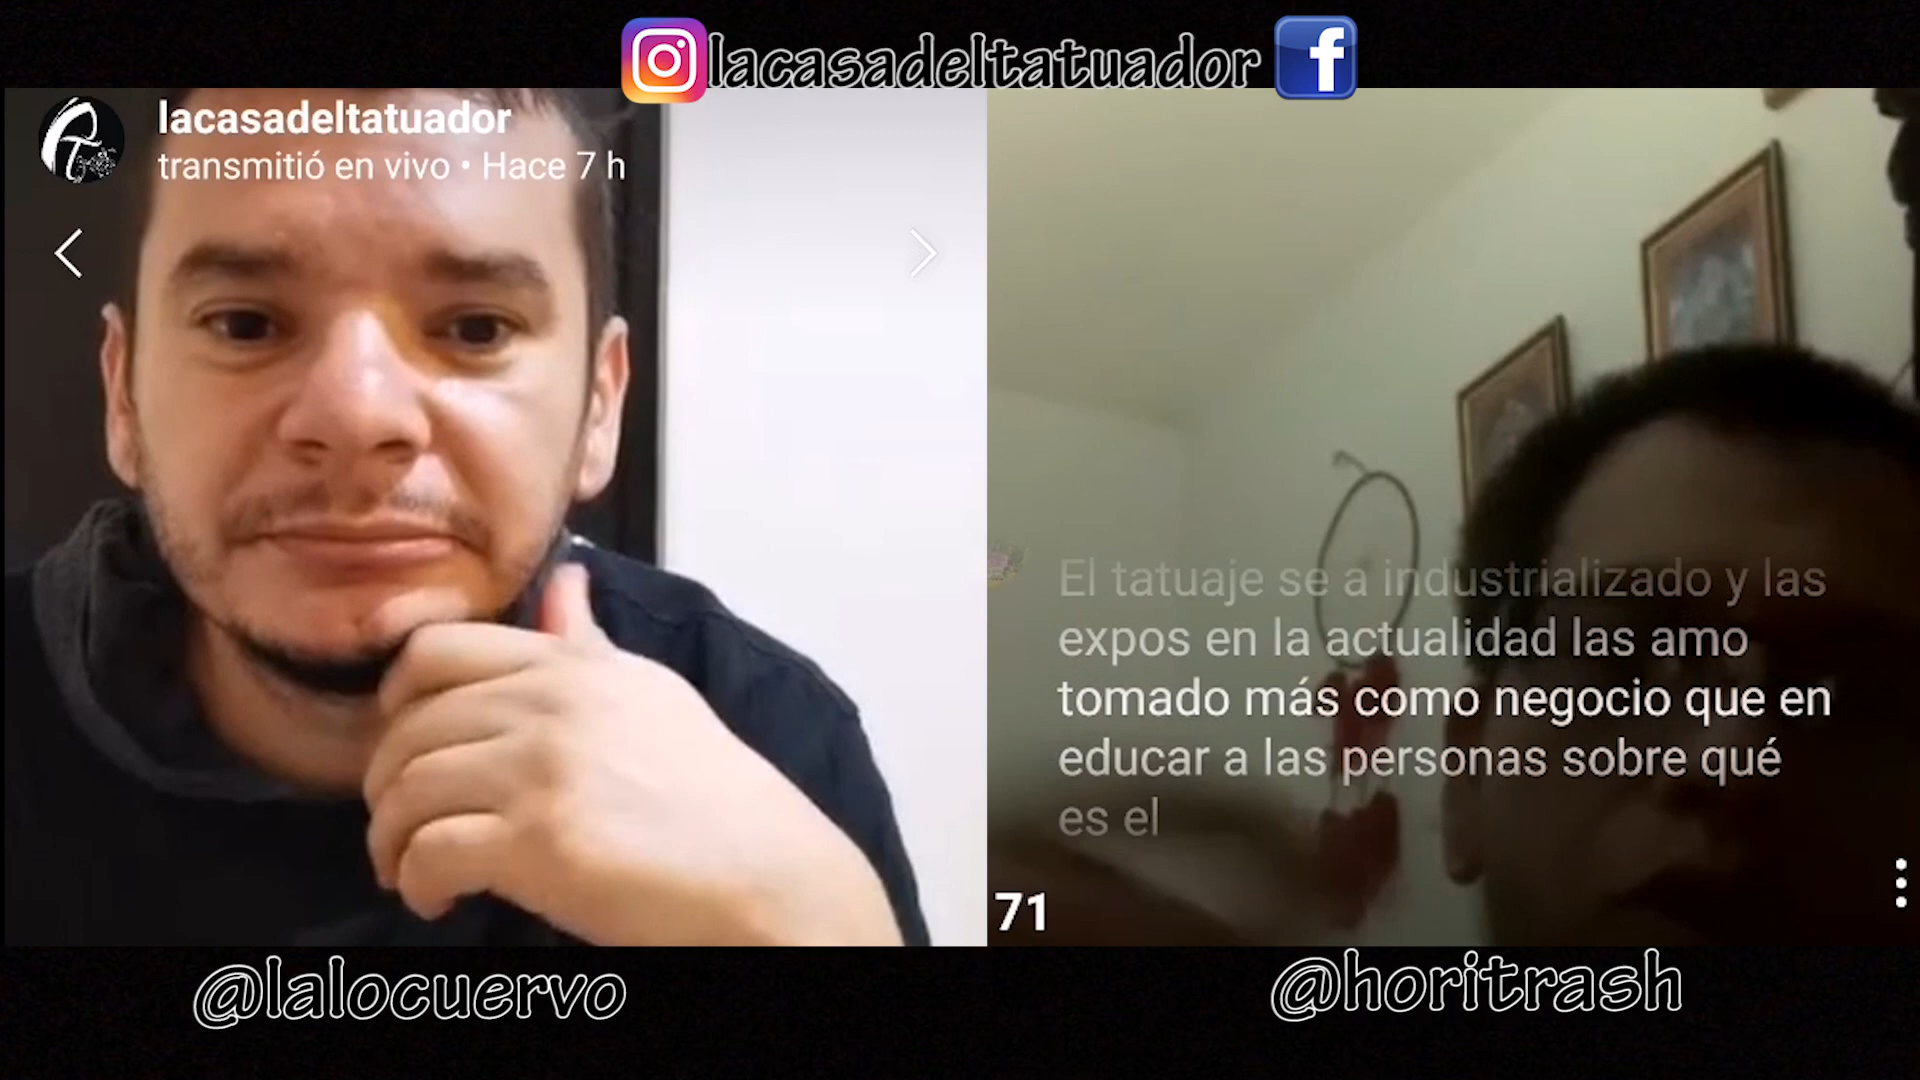 lacasadeltatuador
lacasadeltatuador
transmitió en vivo • Hace 7 h
El tatuaje se a industrializado y las
expos en la actualidad las amo
tomado más como negocio que en
educar a las personas sobre qué
es el
71
@lalocuervo
@horitrash